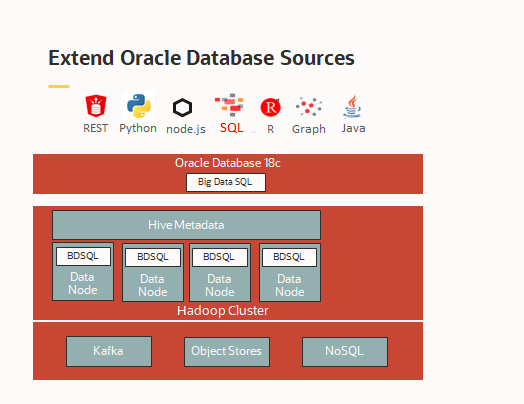 Extend Oracle Database Sources
REST Python node.js SQL R Graph Java
Oracle Database 18c
Big Data SQL
Hive Metadata
BDSQL BDSQL BDSQL BDSQL
Data Data Data Data
Node Node Node Node
Hadoop Cluster
Kafka Object Stores NoSQL